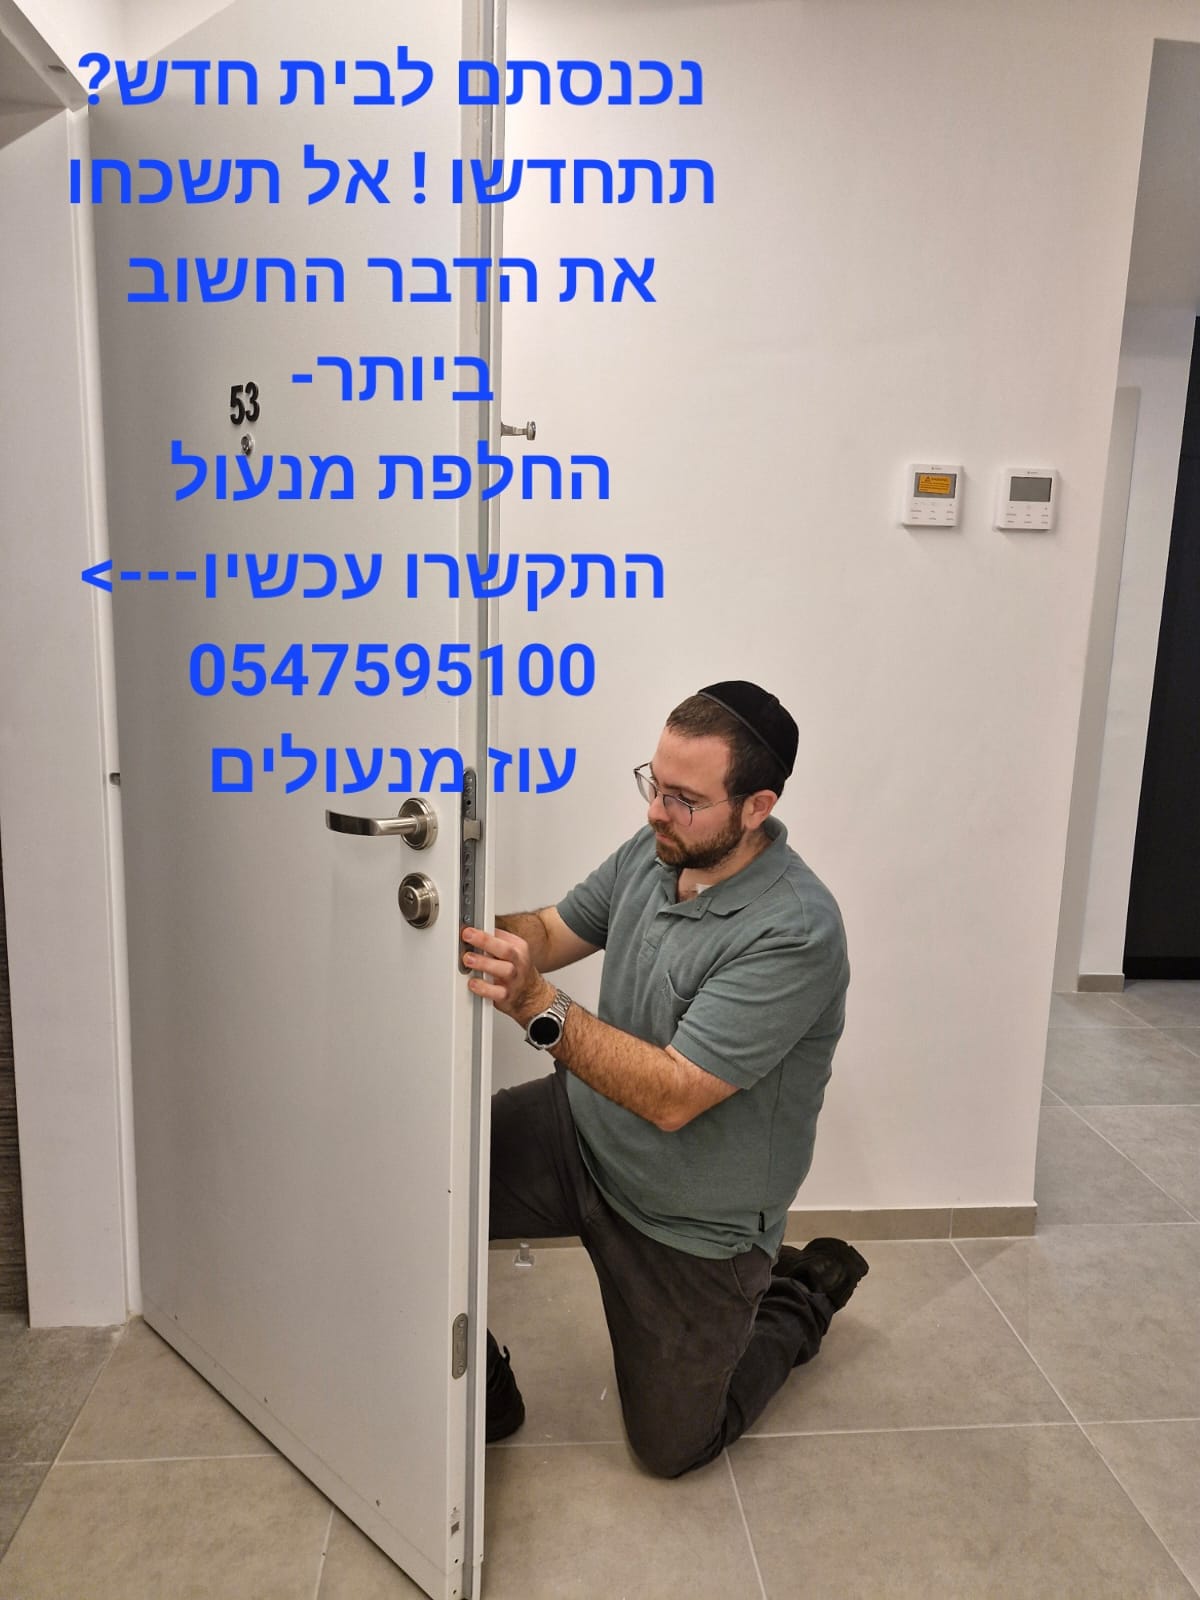 נכנסתם לבית חדש?
תתחדשו ! אל תשכחו
את הדבר החשוב
ביותר-
החלפת מנעול
התקשרו עכשיו--->
0547595100
עוז מנעולים
53